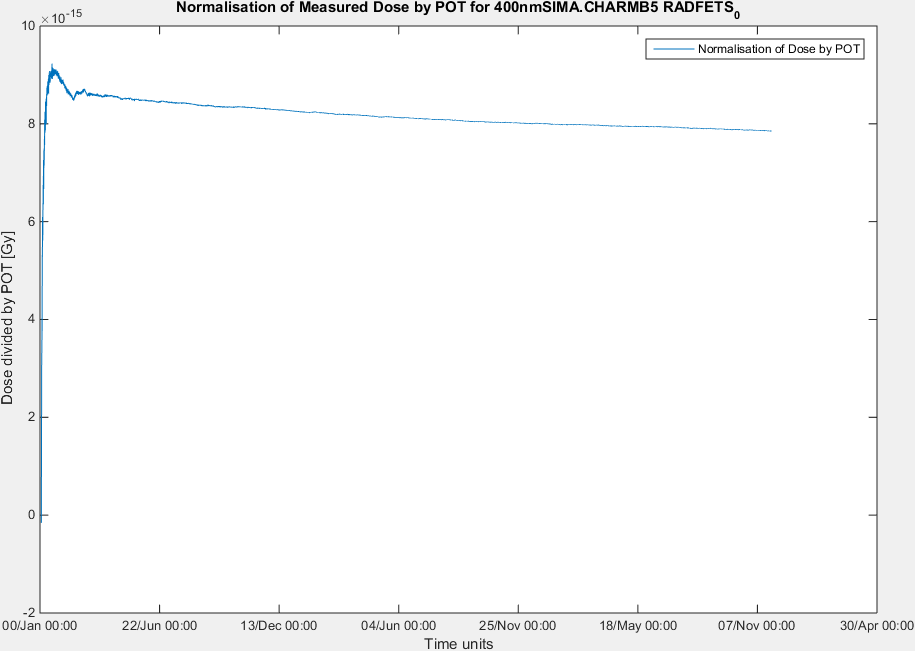 Normalisation of Measured Dose by POT for 400nmSIMA.CHARMB5 RADFETS0
×10-15
Normalisation of Dose by POT
10
8
6
4
2
0
-2
Dose divided by POT [Gy]
00/Jan 00:00 22/Jun 00:00 13/Dec 00:00 04/Jun 00:00 25/Nov 00:00 18/May 00:00 07/Nov 00:00 30/Apr 00:00
Time units